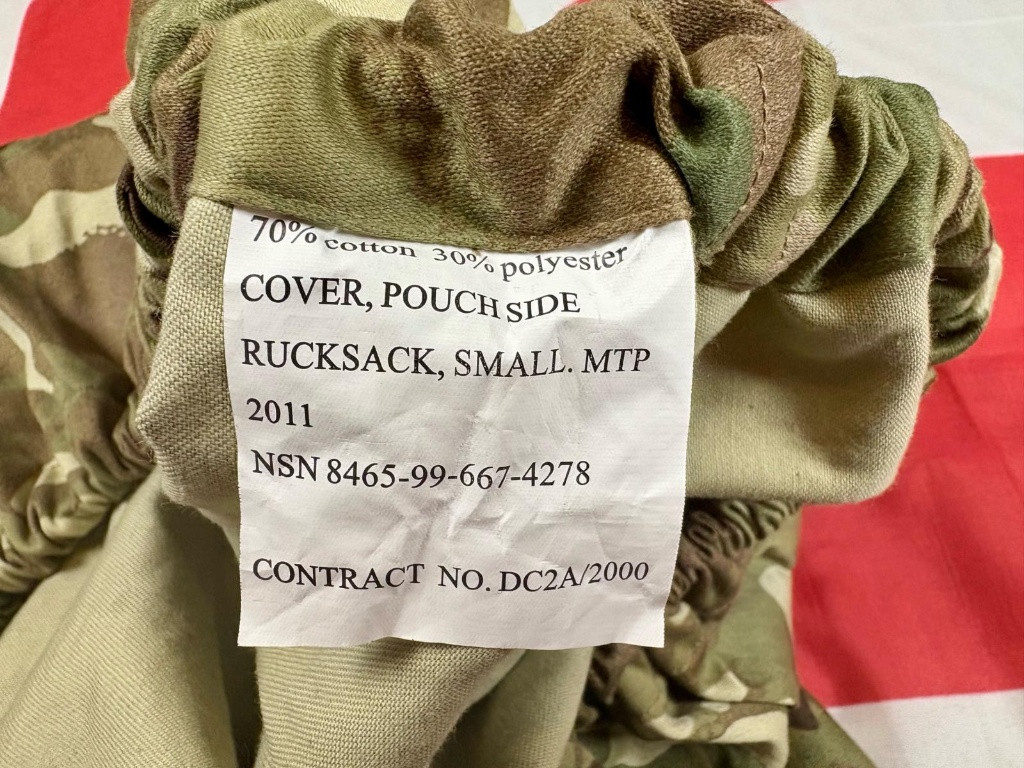 70% cotton 30% polyester
COVER, POUCH SIDE
RUCKSACK, SMALL. MTP
2011
NSN 8465-99-667-4278
CONTRACT NO. DC2A/2000